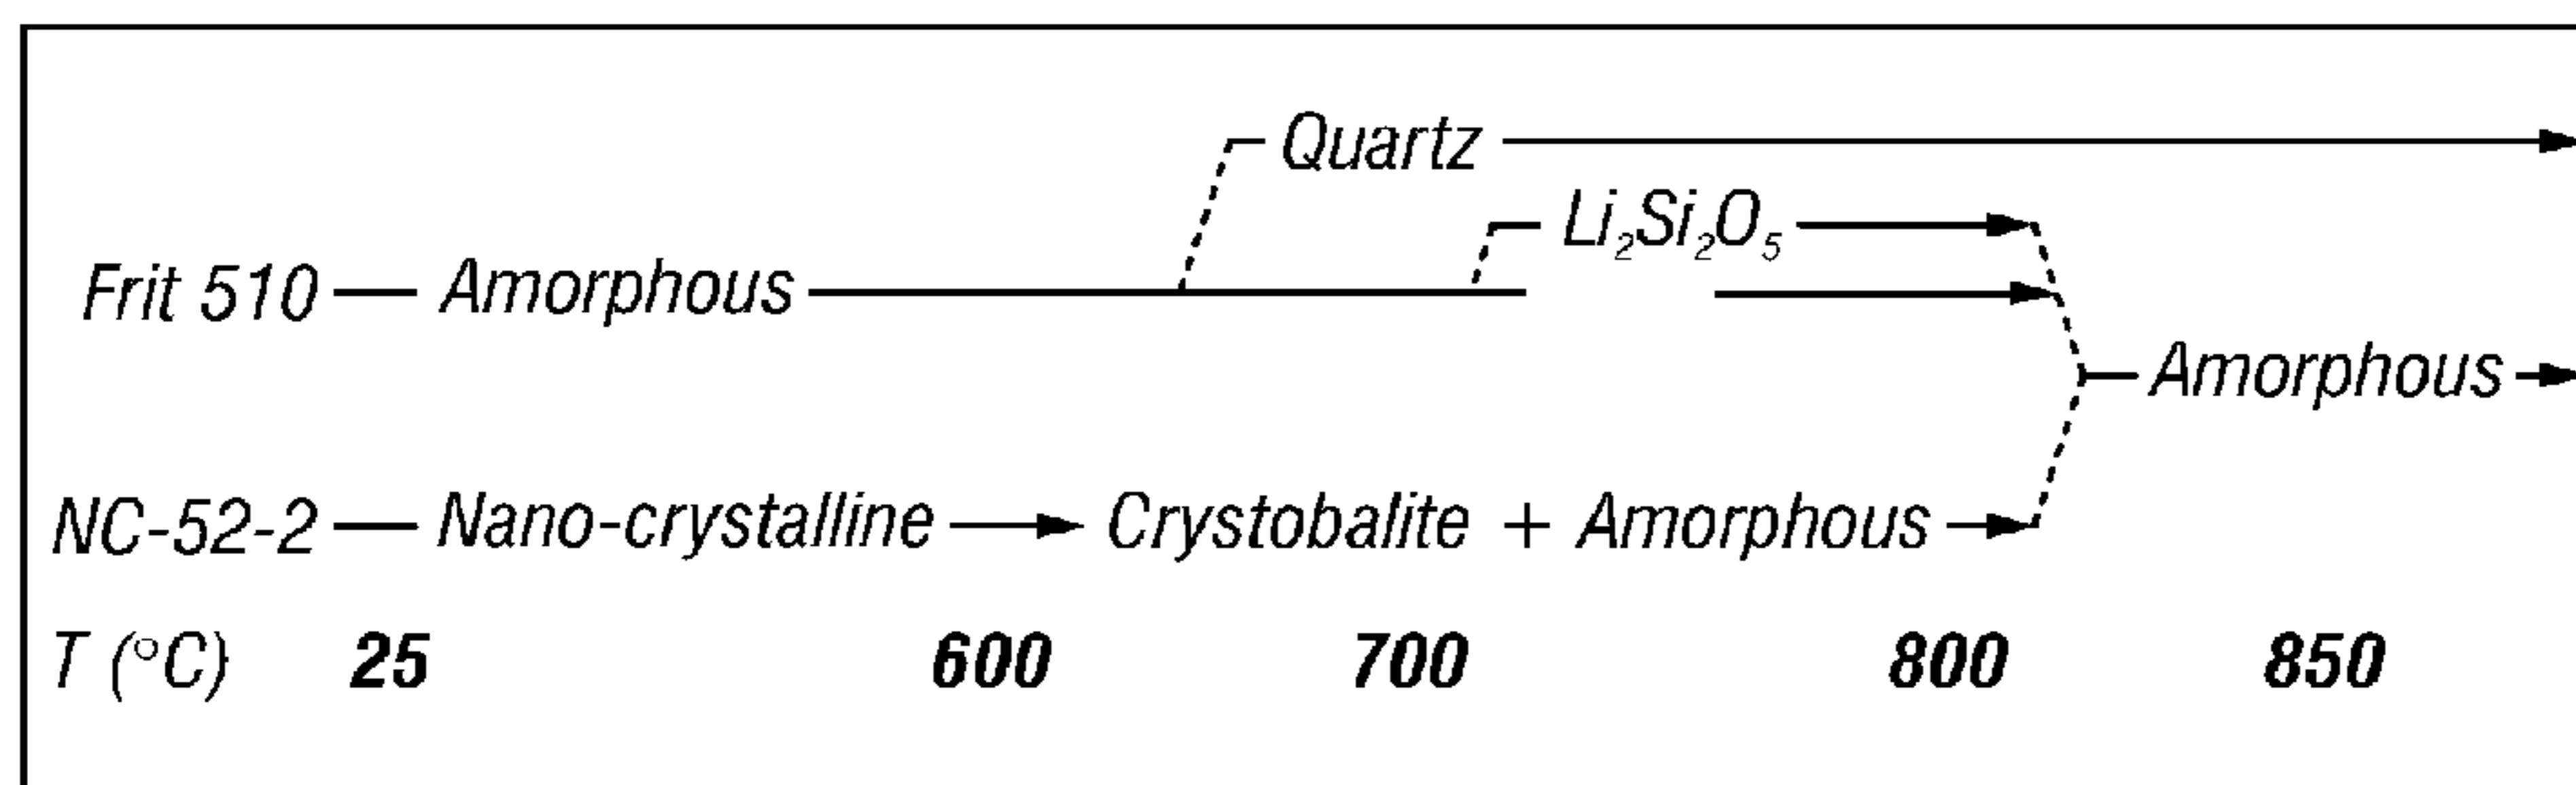 Quartz
Li₂Si₂O₅
Frit 510 — Amorphous
Amorphous
NC-52-2 — Nano-crystalline → Crystobalite + Amorphous
T (°C) 25 600 700 800 850